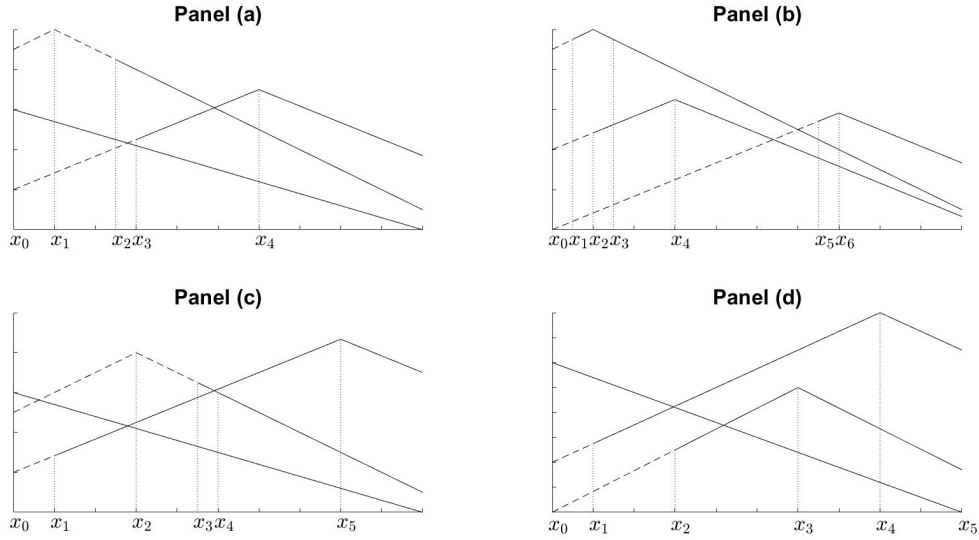 Panel (a)
x0 x1 x2 x3 x4
Panel (b)
x0 x1 x2 x3 x4 x5 x6
Panel (c)
x0 x1 x2 x3 x4 x5
Panel (d)
x0 x1 x2 x3 x4 x5